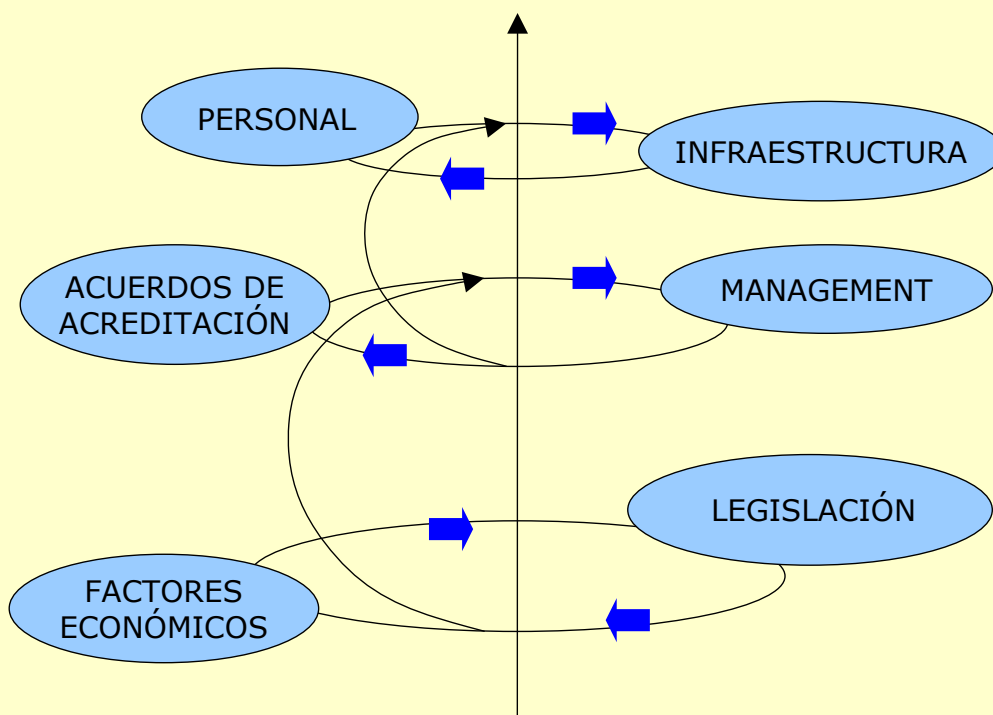 PERSONAL
INFRAESTRUCTURA
ACUERDOS DE
ACREDITACIÓN
MANAGEMENT
LEGISLACIÓN
FACTORES
ECONÓMICOS